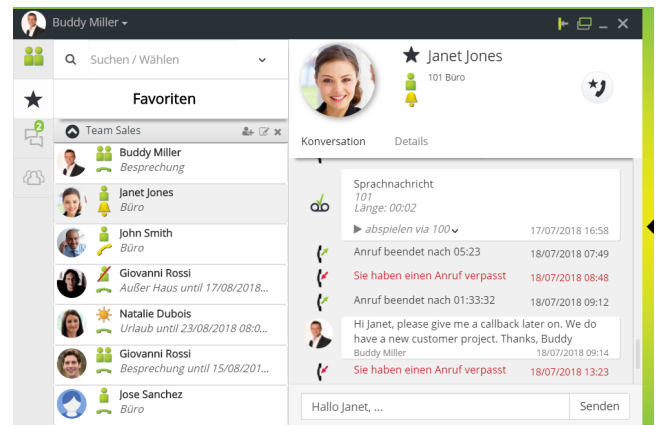 Buddy Miller
Suchen / Wählen
Favoriten
2
Team Sales
Buddy Miller
Besprechung
Janet Jones
Büro
John Smith
Büro
Giovanni Rossi
Außer Haus until 17/08/2018...
Natalie Dubois
Urlaub until 23/08/2018 08:0...
Giovanni Rossi
Besprechung until 15/08/201...
Jose Sanchez
Büro
Janet Jones
101 Büro
Konversation Details
Sprachnachricht
101
Länge: 00:02
abspielen via 100 17/07/2018 16:58
Anruf beendet nach 05:23 18/07/2018 07:49
Sie haben einen Anruf verpasst 18/07/2018 08:48
Anruf beendet nach 01:33:32 18/07/2018 09:12
Hi Janet, please give me a callback later on. We do
have a new customer project. Thanks, Buddy
Buddy Miller 18/07/2018 09:14
Sie haben einen Anruf verpasst 18/07/2018 13:23
Hallo Janet, ... Senden